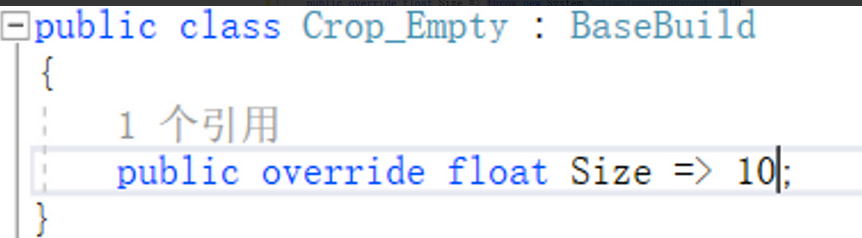 public class Crop_Empty : BaseBuild
{
1 个引用
public override float Size => 10;
}